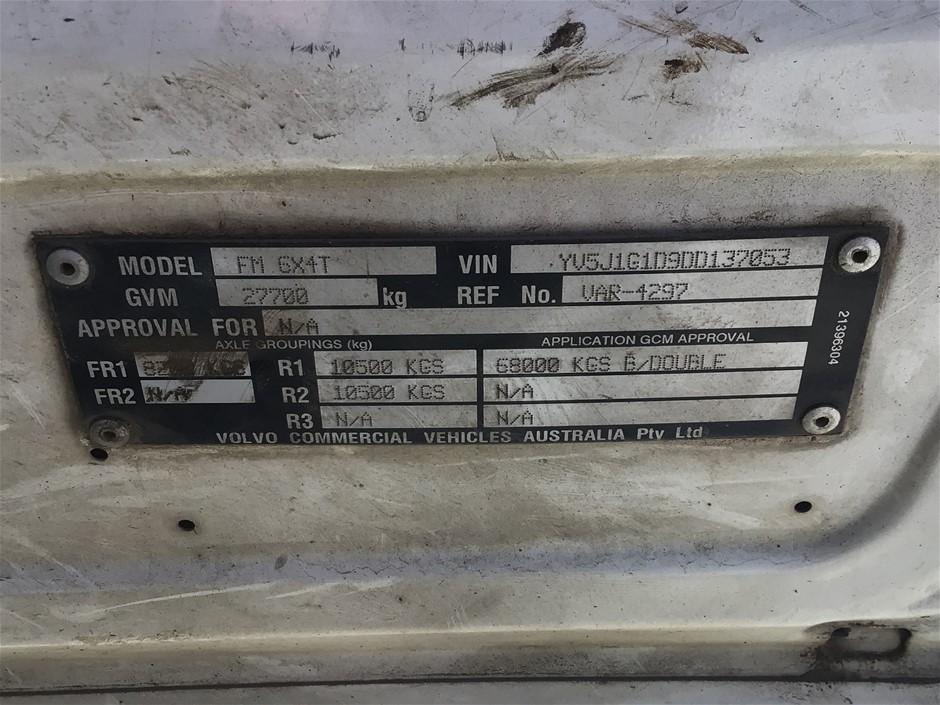 MODEL FM 6X4T VIN YV5J1G1D9DD137053
GVM 27700 kg REF No. VAR-4297
APPROVAL FOR N/A
AXLE GROUPINGS (kg) APPLICATION GCM APPROVAL
FR1 R1 10500 KGS 68000 KGS B/DOUBLE
FR2 N/A R2 10500 KGS N/A
R3 N/A N/A
VOLVO COMMERCIAL VEHICLES AUSTRALIA Pty Ltd
21396304